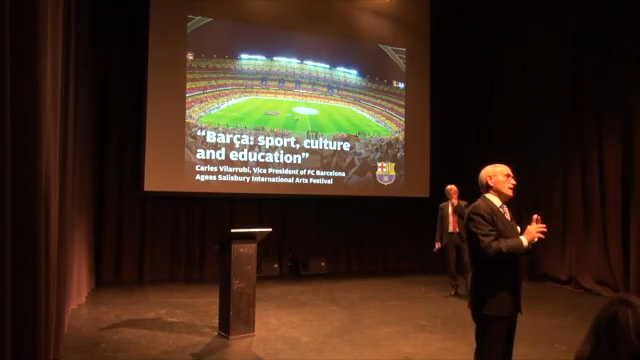 “Barça: sport, culture
and education”
Carles Vilarrubí, Vice President of FC Barcelona
Ageas Salisbury International Arts Festival